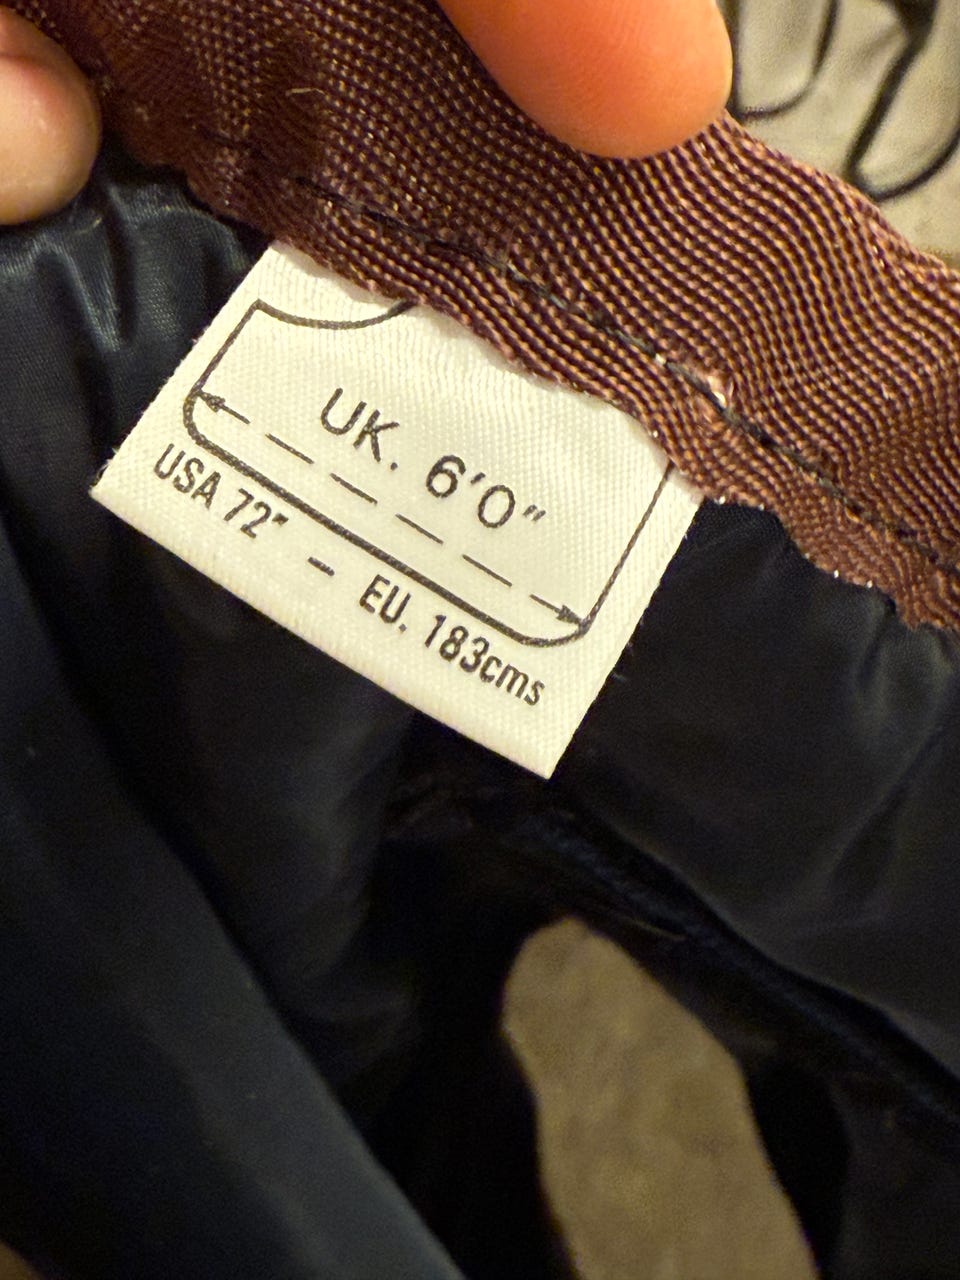 UK. 6'0"
USA 72" - EU. 183cms